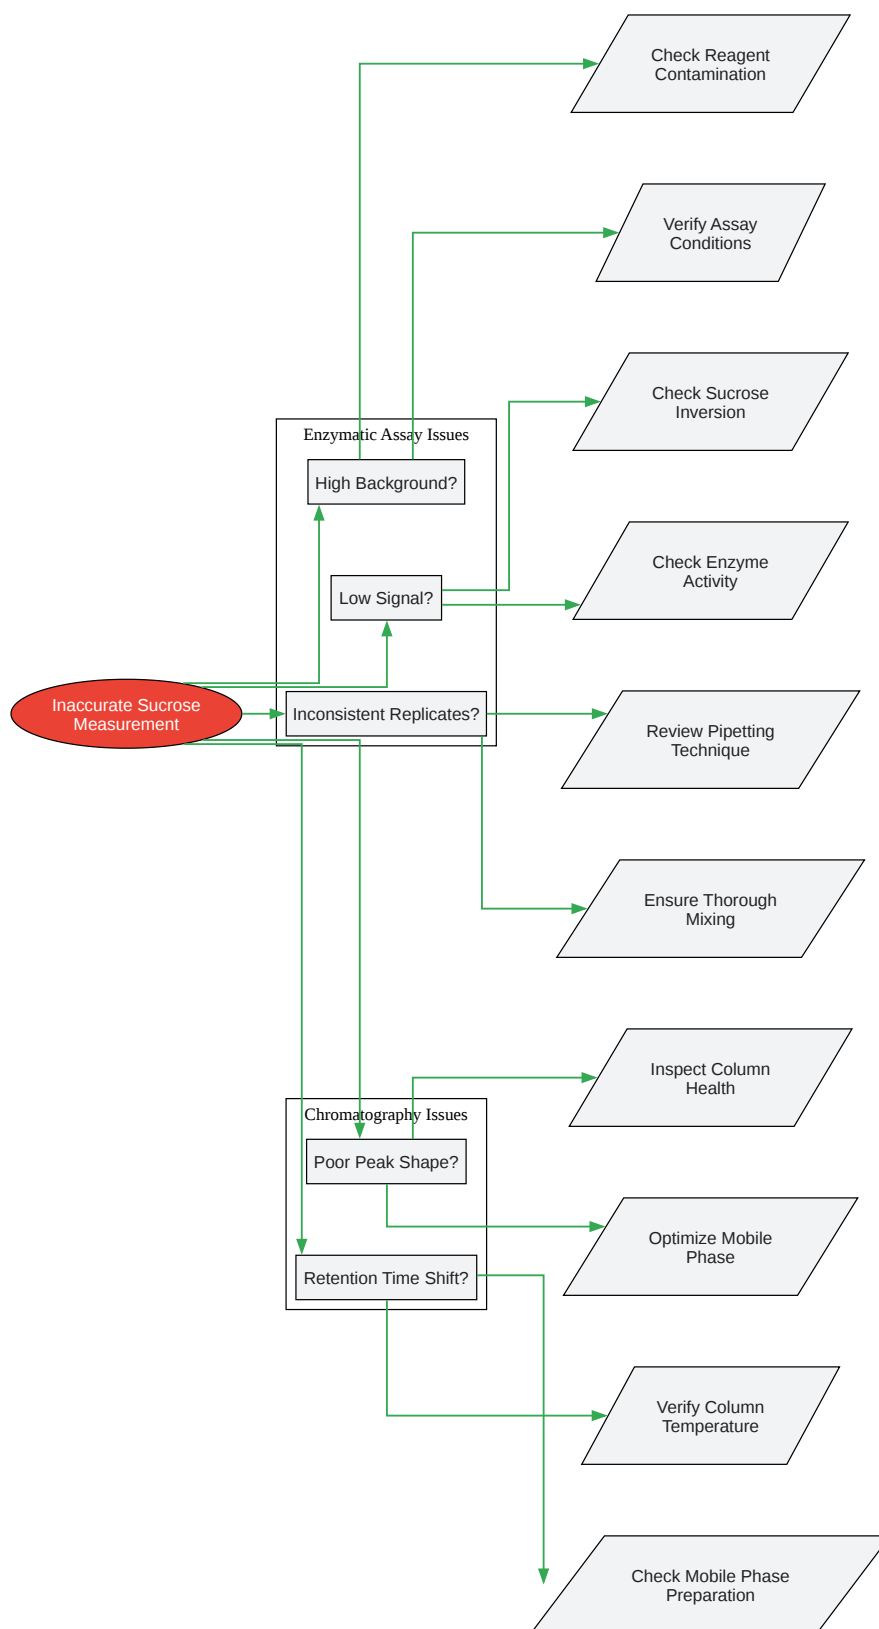 Check Reagent
Contamination
Verify Assay
Conditions
Check Sucrose
Inversion
Enzymatic Assay Issues
High Background?
Check Enzyme
Activity
Low Signal?
Inaccurate Sucrose
Measurement
Inconsistent Replicates?
Review Pipetting
Technique
Ensure Thorough
Mixing
Inspect Column
Health
Chromatography Issues
Poor Peak Shape?
Optimize Mobile
Phase
Retention Time Shift?
Verify Column
Temperature
Check Mobile Phase
Preparation